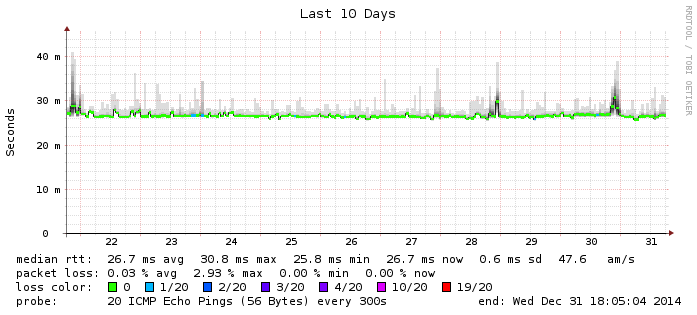 Last 10 Days
RRDTOOL / TOBI OETIKER
Seconds
40 m
30 m
20 m
10 m
0
22 23 24 25 26 27 28 29 30 31
median rtt: 26.7 ms avg 30.8 ms max 25.8 ms min 26.7 ms now 0.6 ms sd 47.6 am/s
packet loss: 0.03 % avg 2.93 % max 0.00 % min 0.00 % now
loss color: 0 1/20 2/20 3/20 4/20 10/20 19/20
probe: 20 ICMP Echo Pings (56 Bytes) every 300s end: Wed Dec 31 18:05:04 2014